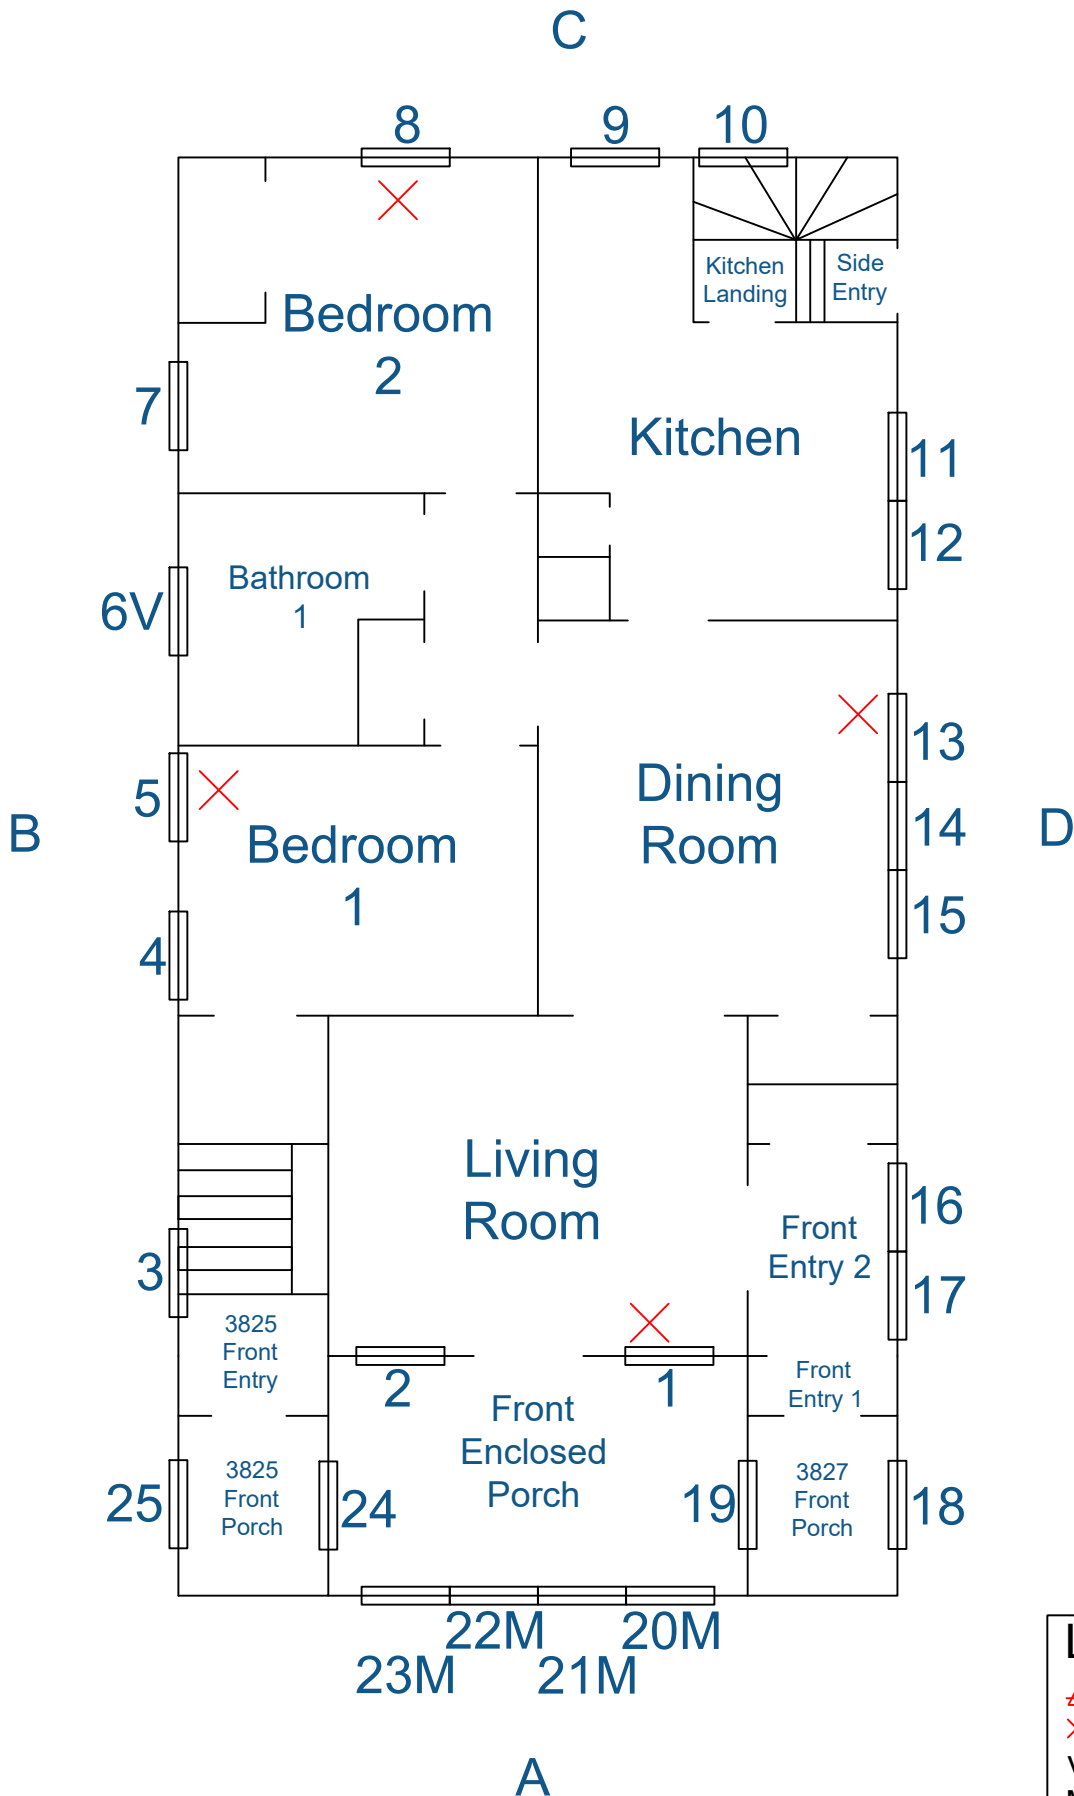 C
8
9
10
Kitchen
Landing
Side
Entry
Bedroom
2
7
Kitchen
11
12
Bathroom
1
6V
13
5
Dining
Room
14
B
D
Bedroom
1
15
4
Living
Room
16
Front
Entry 2
3
17
3825
Front
Entry
2
1
Front
Entry 1
Front
Enclosed
Porch
3825
Front
Porch
3827
Front
Porch
25
24
19
18
22M
20M
23M
21M
A
L